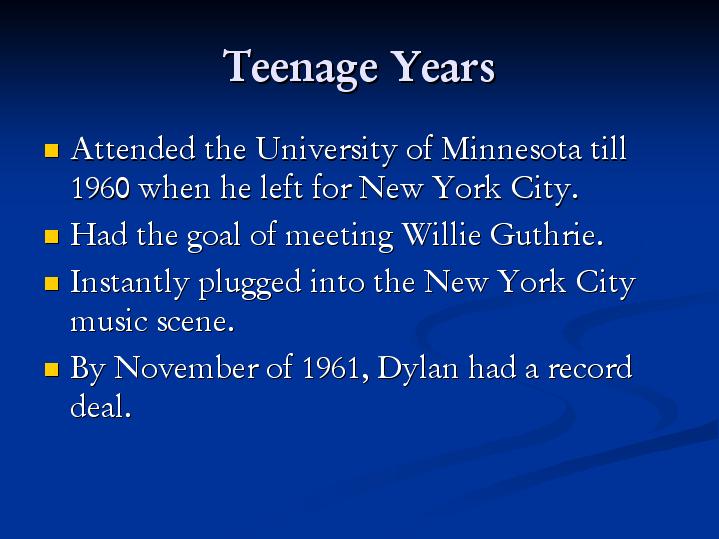 Teenage Years
Attended the University of Minnesota till
1960 when he left for New York City.
Had the goal of meeting Willie Guthrie.
Instantly plugged into the New York City
music scene.
By November of 1961, Dylan had a record
deal.